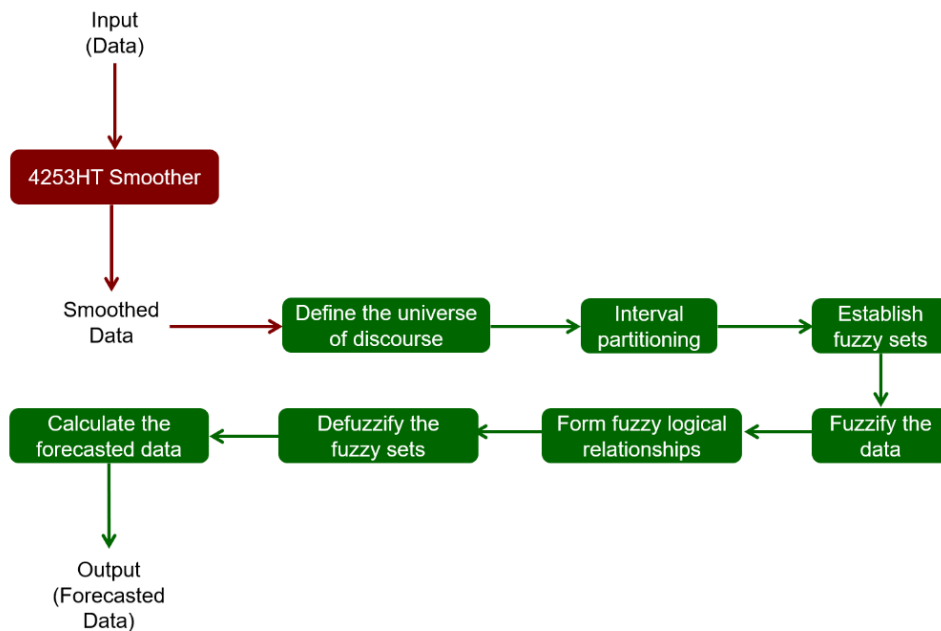 Input
(Data)
4253HT Smoother
Smoothed
Data
Define the universe
of discourse
Interval
partitioning
Establish
fuzzy sets
Fuzzify the
data
Form fuzzy logical
relationships
Defuzzify the
fuzzy sets
Calculate the
forecasted data
Output
(Forecasted
Data)